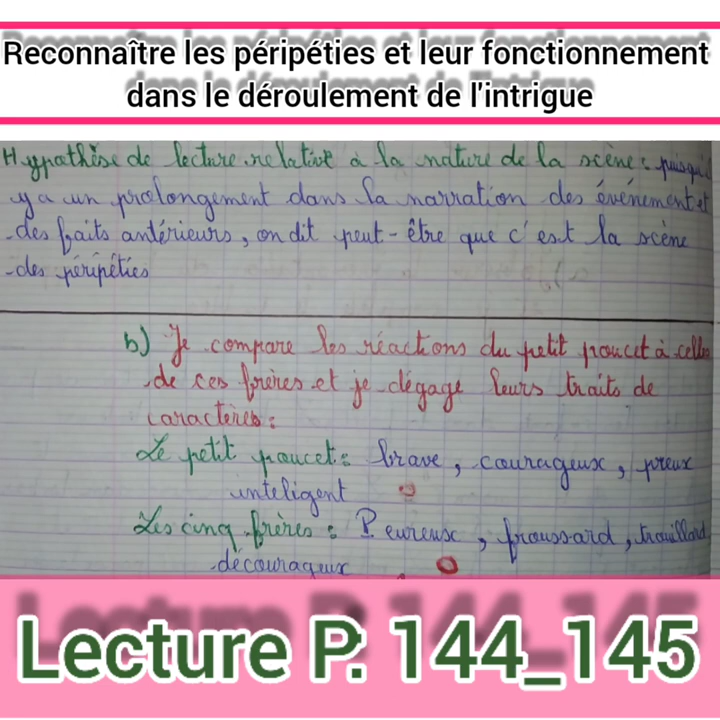 Reconnaître les péripéties et leur fonctionnement
dans le déroulement de l'intrigue
Hypathèse de lecture relative à la nature de la scène : puisqu'il
y a un prolongement dans la narration des événement et
des faits antérieurs, on dit peut-être que c'est la scène
des péripéties
b) Je compare les réactions du petit poucet à celles
de ces frères et je dégage leurs traits de
caractères :
Le petit poucet : brave, courageux, preux
inteligent
Les cinq frères : Peureux, froussard, trouillard
décourageux
Lecture P. 144_145